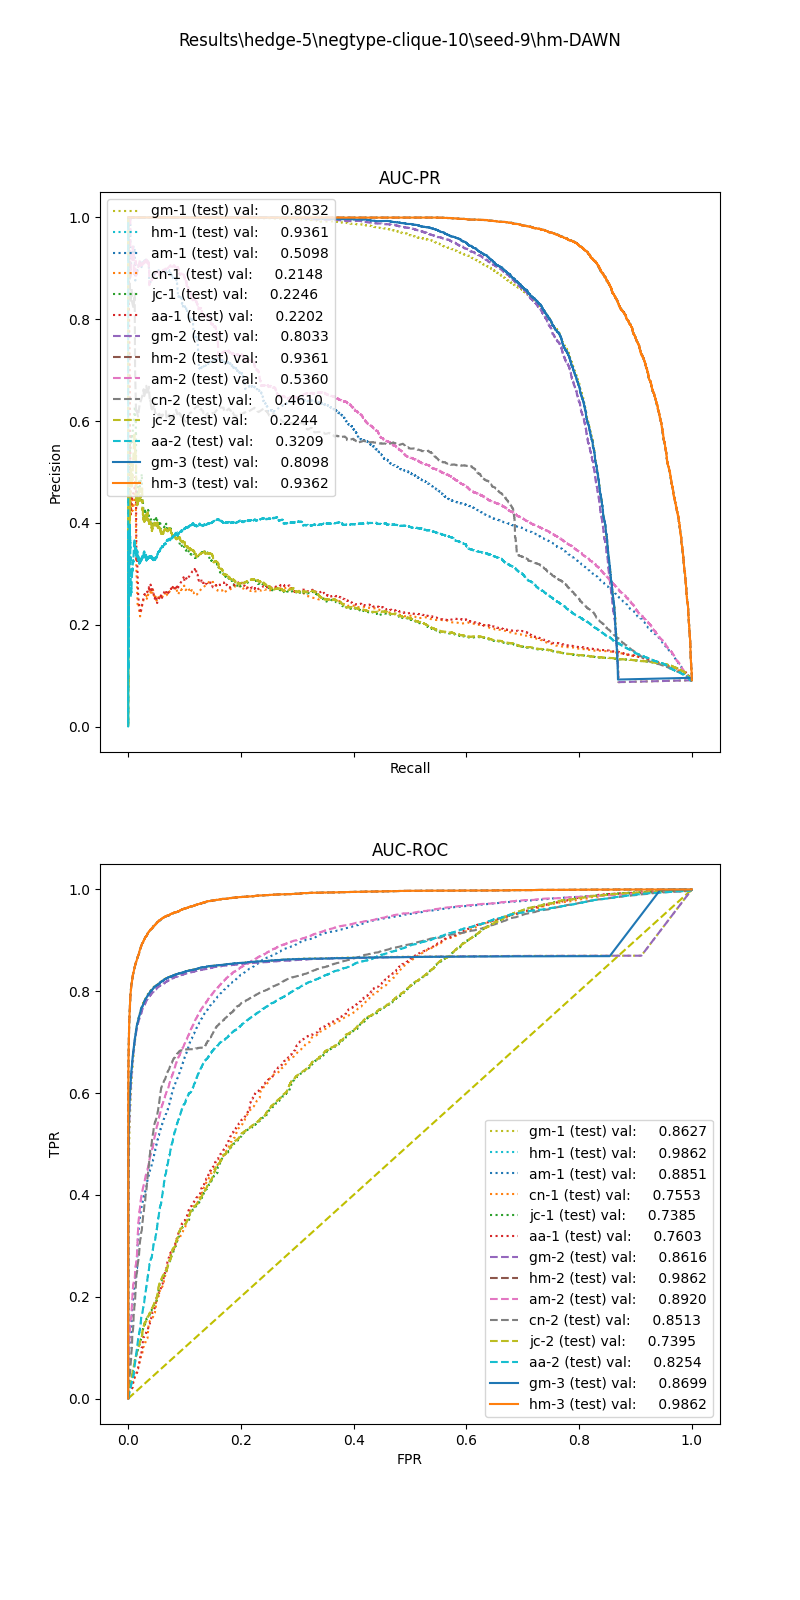 Results\hedge-5\negtype-clique-10\seed-9\hm-DAWN
AUC-PR
1.0
0.8
0.6
0.4
0.2
0.0
Precision
gm-1 (test) val: 0.8032
hm-1 (test) val: 0.9361
am-1 (test) val: 0.5098
cn-1 (test) val: 0.2148
jc-1 (test) val: 0.2246
aa-1 (test) val: 0.2202
gm-2 (test) val: 0.8033
hm-2 (test) val: 0.9361
am-2 (test) val: 0.5360
cn-2 (test) val: 0.4610
jc-2 (test) val: 0.2244
aa-2 (test) val: 0.3209
gm-3 (test) val: 0.8098
hm-3 (test) val: 0.9362
Recall
AUC-ROC
1.0
0.8
0.6
0.4
0.2
0.0
TPR
gm-1 (test) val: 0.8627
hm-1 (test) val: 0.9862
am-1 (test) val: 0.8851
cn-1 (test) val: 0.7553
jc-1 (test) val: 0.7385
aa-1 (test) val: 0.7603
gm-2 (test) val: 0.8616
hm-2 (test) val: 0.9862
am-2 (test) val: 0.8920
cn-2 (test) val: 0.8513
jc-2 (test) val: 0.7395
aa-2 (test) val: 0.8254
gm-3 (test) val: 0.8699
hm-3 (test) val: 0.9862
0.0 0.2 0.4 0.6 0.8 1.0
FPR